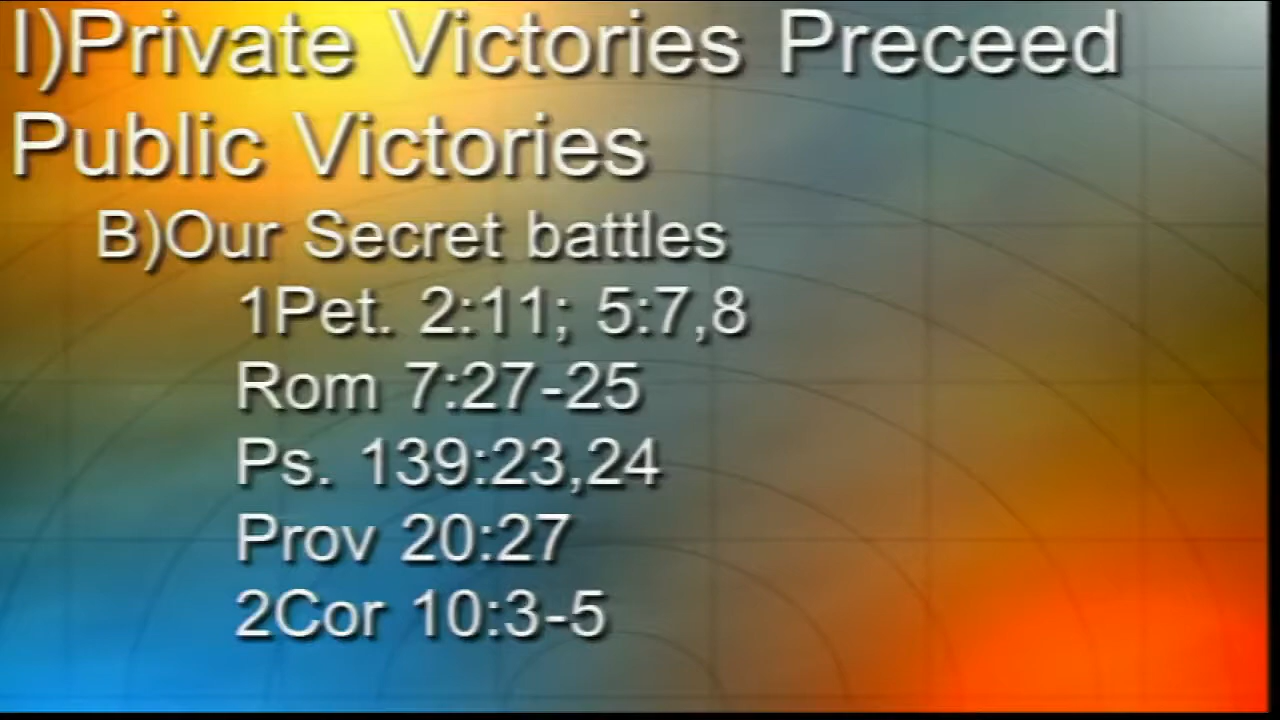 I)Private Victories Preceed
Public Victories
B)Our Secret battles
1Pet. 2:11; 5:7,8
Rom 7:27-25
Ps. 139:23,24
Prov 20:27
2Cor 10:3-5